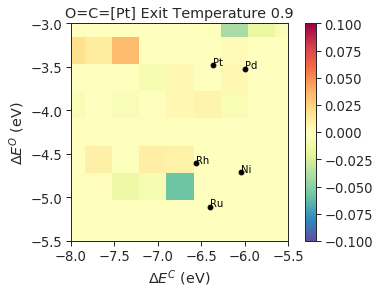 O=C=[Pt] Exit Temperature 0.9
−3.0
−3.5
−4.0
−4.5
−5.0
−5.5
ΔE^O (eV)
Pt
Pd
Rh
Ni
Ru
−8.0 −7.5 −7.0 −6.5 −6.0 −5.5
ΔE^C (eV)
0.100
0.075
0.050
0.025
0.000
−0.025
−0.050
−0.075
−0.100